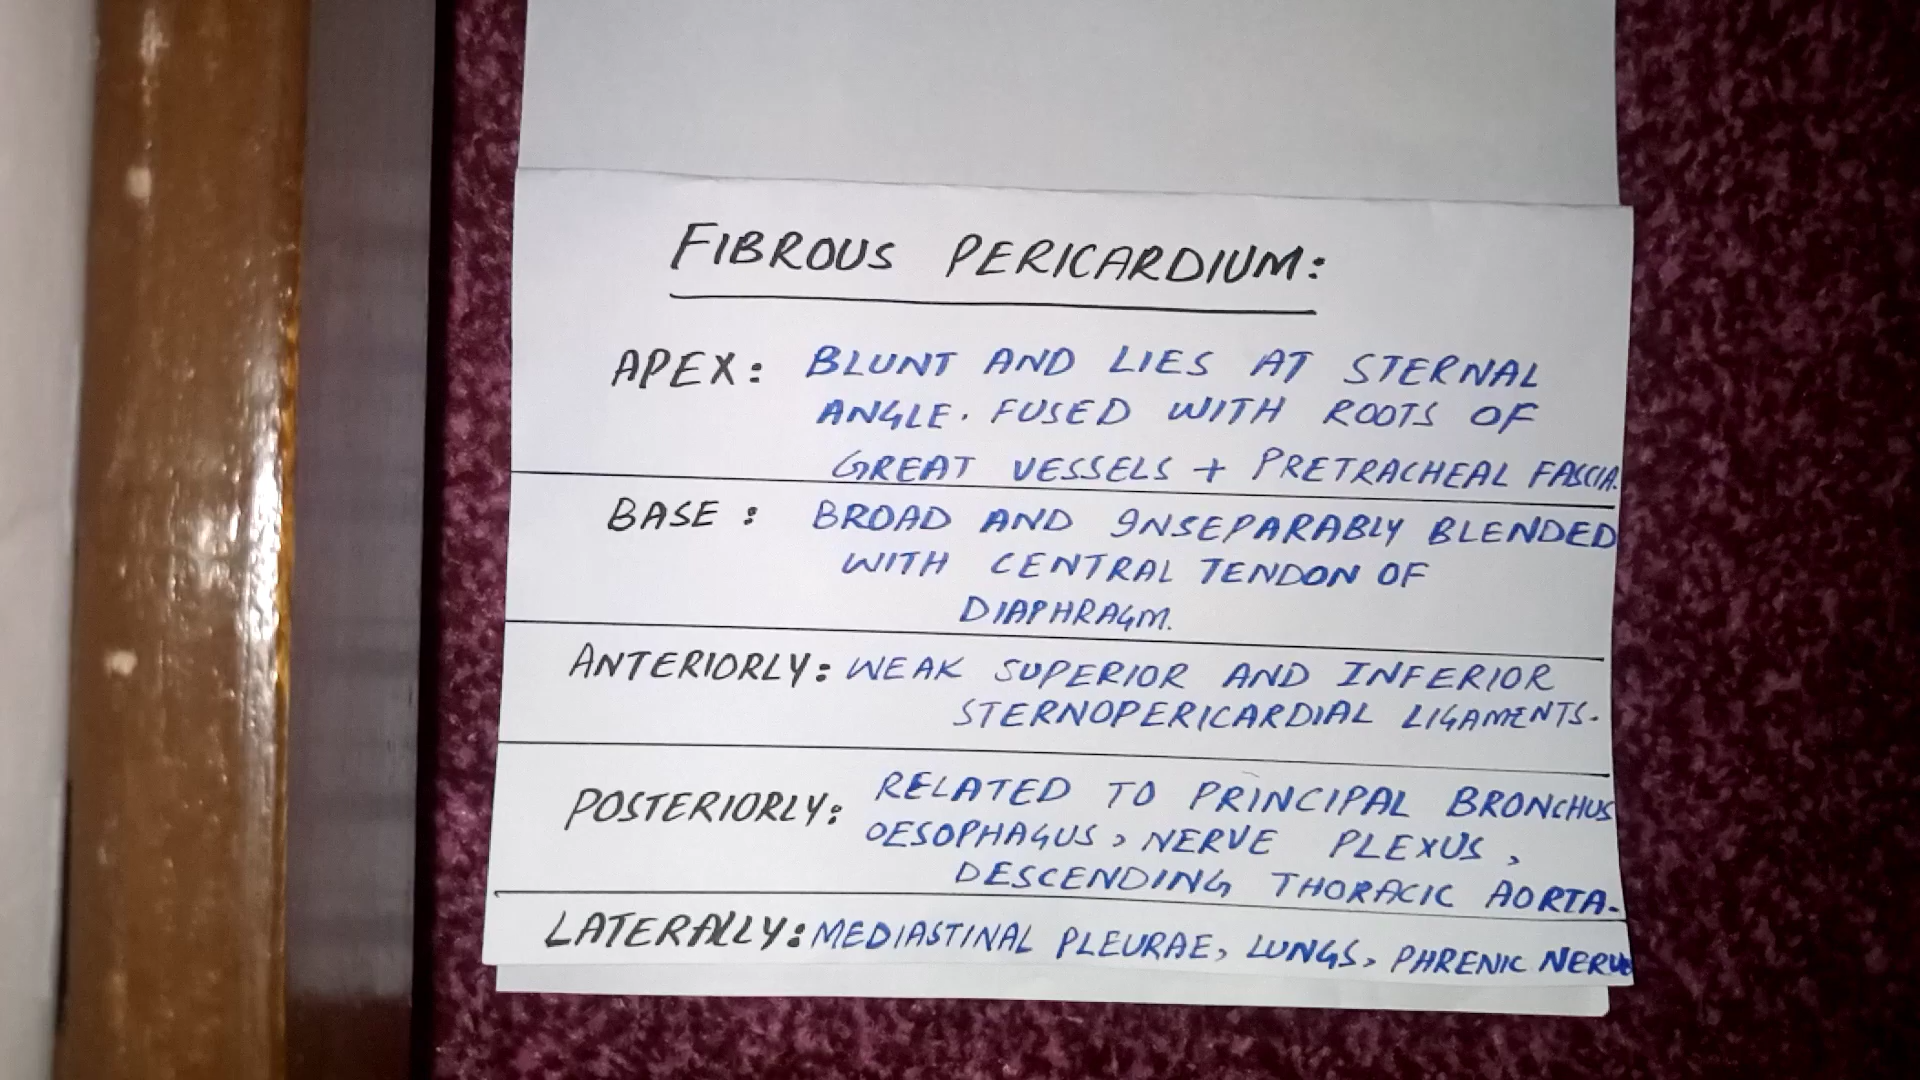 FIBROUS PERICARDIUM:
APEX: BLUNT AND LIES AT STERNAL
ANGLE. FUSED WITH ROOTS OF
GREAT VESSELS + PRETRACHEAL FASCIA.
BASE: BROAD AND INSEPARABLY BLENDED
WITH CENTRAL TENDON OF
DIAPHRAGM.
ANTERIORLY: WEAK SUPERIOR AND INFERIOR
STERNOPERICARDIAL LIGAMENTS.
POSTERIORLY: RELATED TO PRINCIPAL BRONCHUS
OESOPHAGUS, NERVE PLEXUS,
DESCENDING THORACIC AORTA.
LATERALLY: MEDIASTINAL PLEURAE, LUNGS, PHRENIC NERVE